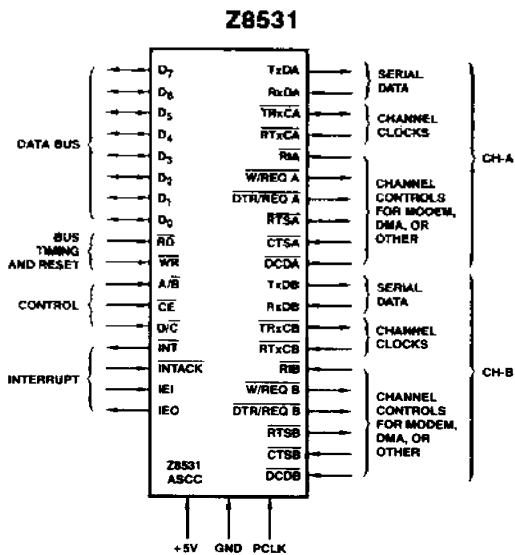 Z8531
DATA BUS
D7
D6
D5
D4
D3
D2
D1
D0
BUS
TIMING
AND RESET
RD
WR
CONTROL
A/B
CE
D/C
INTERRUPT
INT
INTACK
IEI
IEO
TxDA
RxDA
TRxCA
RTxCA
RIA
W/REQ A
DTR/REQ A
RTSA
CTSA
DCDA
TxDB
RxDB
TRxCB
RTxCB
RIB
W/REQ B
DTR/REQ B
RTSB
CTSB
DCDB
SERIAL
DATA
CHANNEL
CLOCKS
CHANNEL
CONTROLS
FOR MODEM,
DMA, OR
OTHER
CH-A
SERIAL
DATA
CHANNEL
CLOCKS
CHANNEL
CONTROLS
FOR MODEM,
DMA, OR
OTHER
CH-B
Z8531
ASCC
+5V GND PCLK